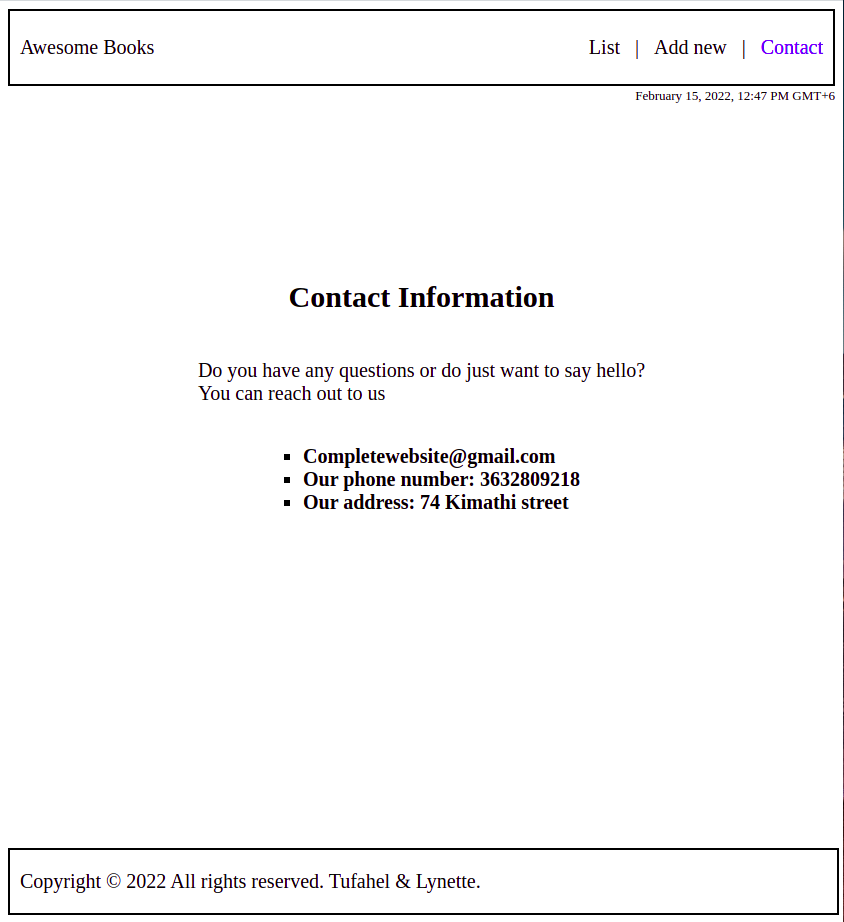 Awesome Books List | Add new | Contact
February 15, 2022, 12:47 PM GMT+6
Contact Information
Do you have any questions or do just want to say hello?
You can reach out to us
▪ Completewebsite@gmail.com
▪ Our phone number: 3632809218
▪ Our address: 74 Kimathi street
Copyright © 2022 All rights reserved. Tufahel & Lynette.